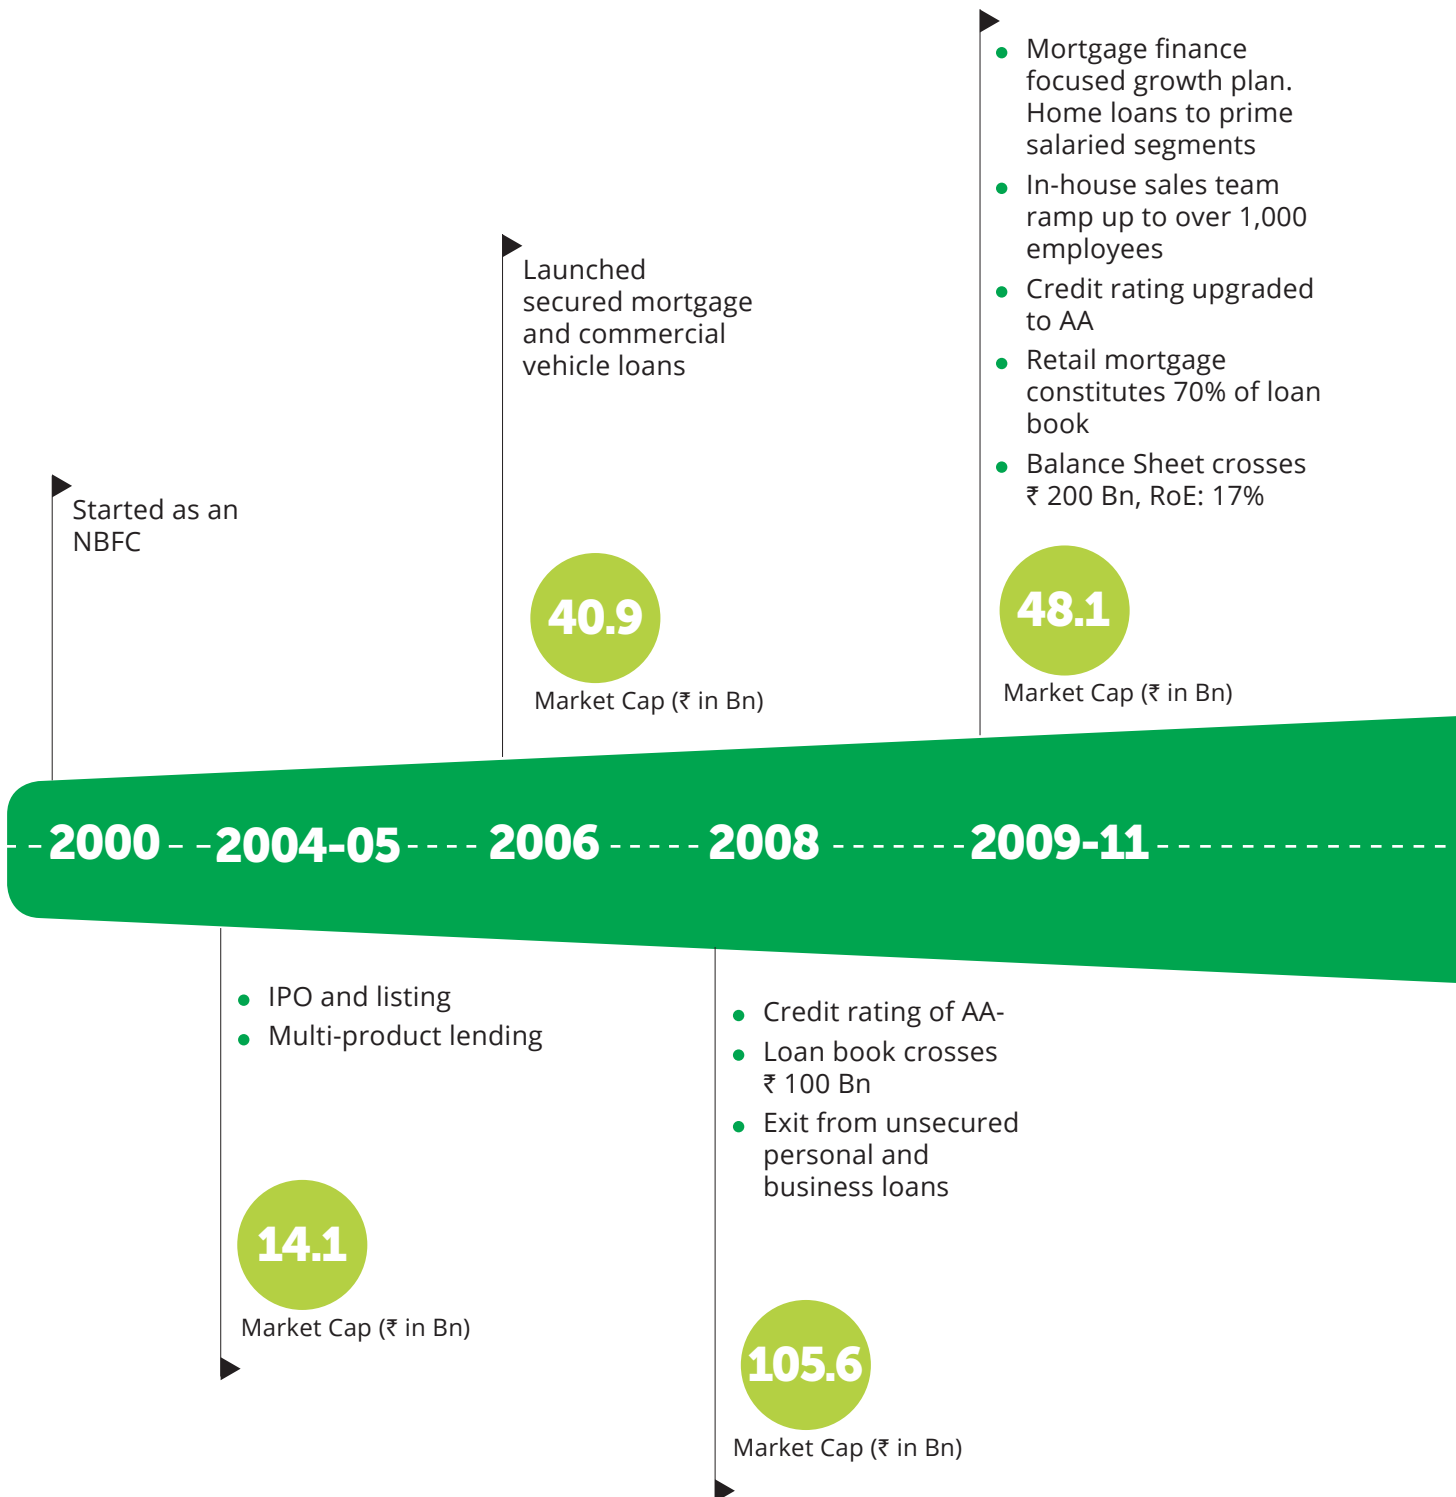 Started as an
NBFC
Launched
secured mortgage
and commercial
vehicle loans
40.9
Market Cap (₹ in Bn)
Mortgage finance
focused growth plan.
Home loans to prime
salaried segments
In-house sales team
ramp up to over 1,000
employees
Credit rating upgraded
to AA
Retail mortgage
constitutes 70% of loan
book
Balance Sheet crosses
₹ 200 Bn, RoE: 17%
48.1
Market Cap (₹ in Bn)
2000
2004-05
2006
2008
2009-11
IPO and listing
Multi-product lending
14.1
Market Cap (₹ in Bn)
Credit rating of AA-
Loan book crosses
₹ 100 Bn
Exit from unsecured
personal and
business loans
105.6
Market Cap (₹ in Bn)